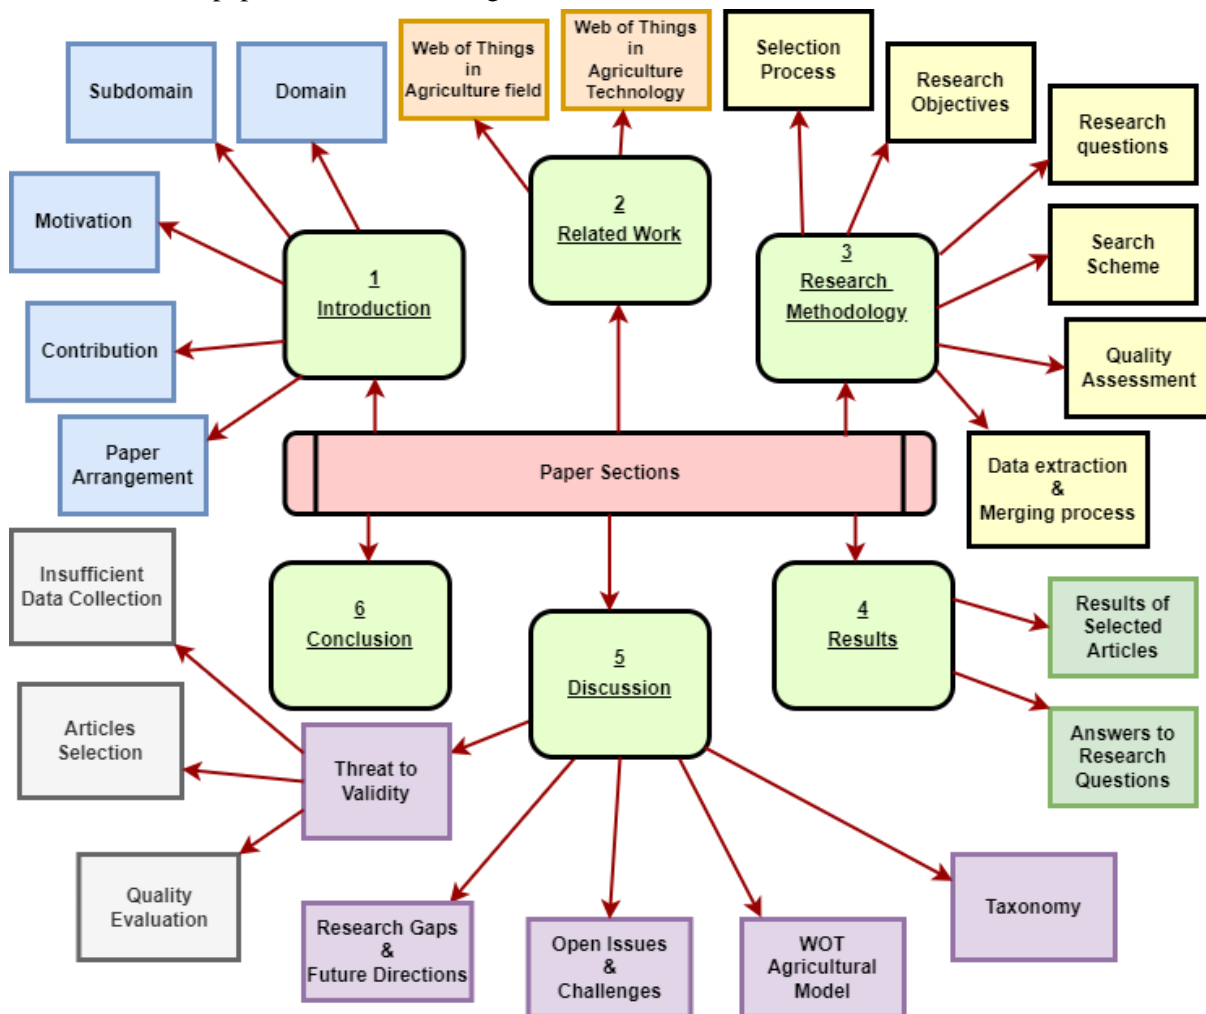 Web of Things
in
Agriculture field
Web of Things
in
Agriculture
Technology
Selection
Process
Research
Objectives
Subdomain
Domain
Research
questions
Motivation
2
Related Work
Search
Scheme
1
Introduction
3
Research
Methodology
Contribution
Quality
Assessment
Paper
Arrangement
Paper Sections
Data extraction
&
Merging process
Insufficient
Data Collection
6
Conclusion
5
Discussion
4
Results
Results of
Selected
Articles
Articles
Selection
Threat to
Validity
Answers to
Research
Questions
Quality
Evaluation
Research Gaps
&
Future Directions
Open Issues
&
Challenges
WOT
Agricultural
Model
Taxonomy